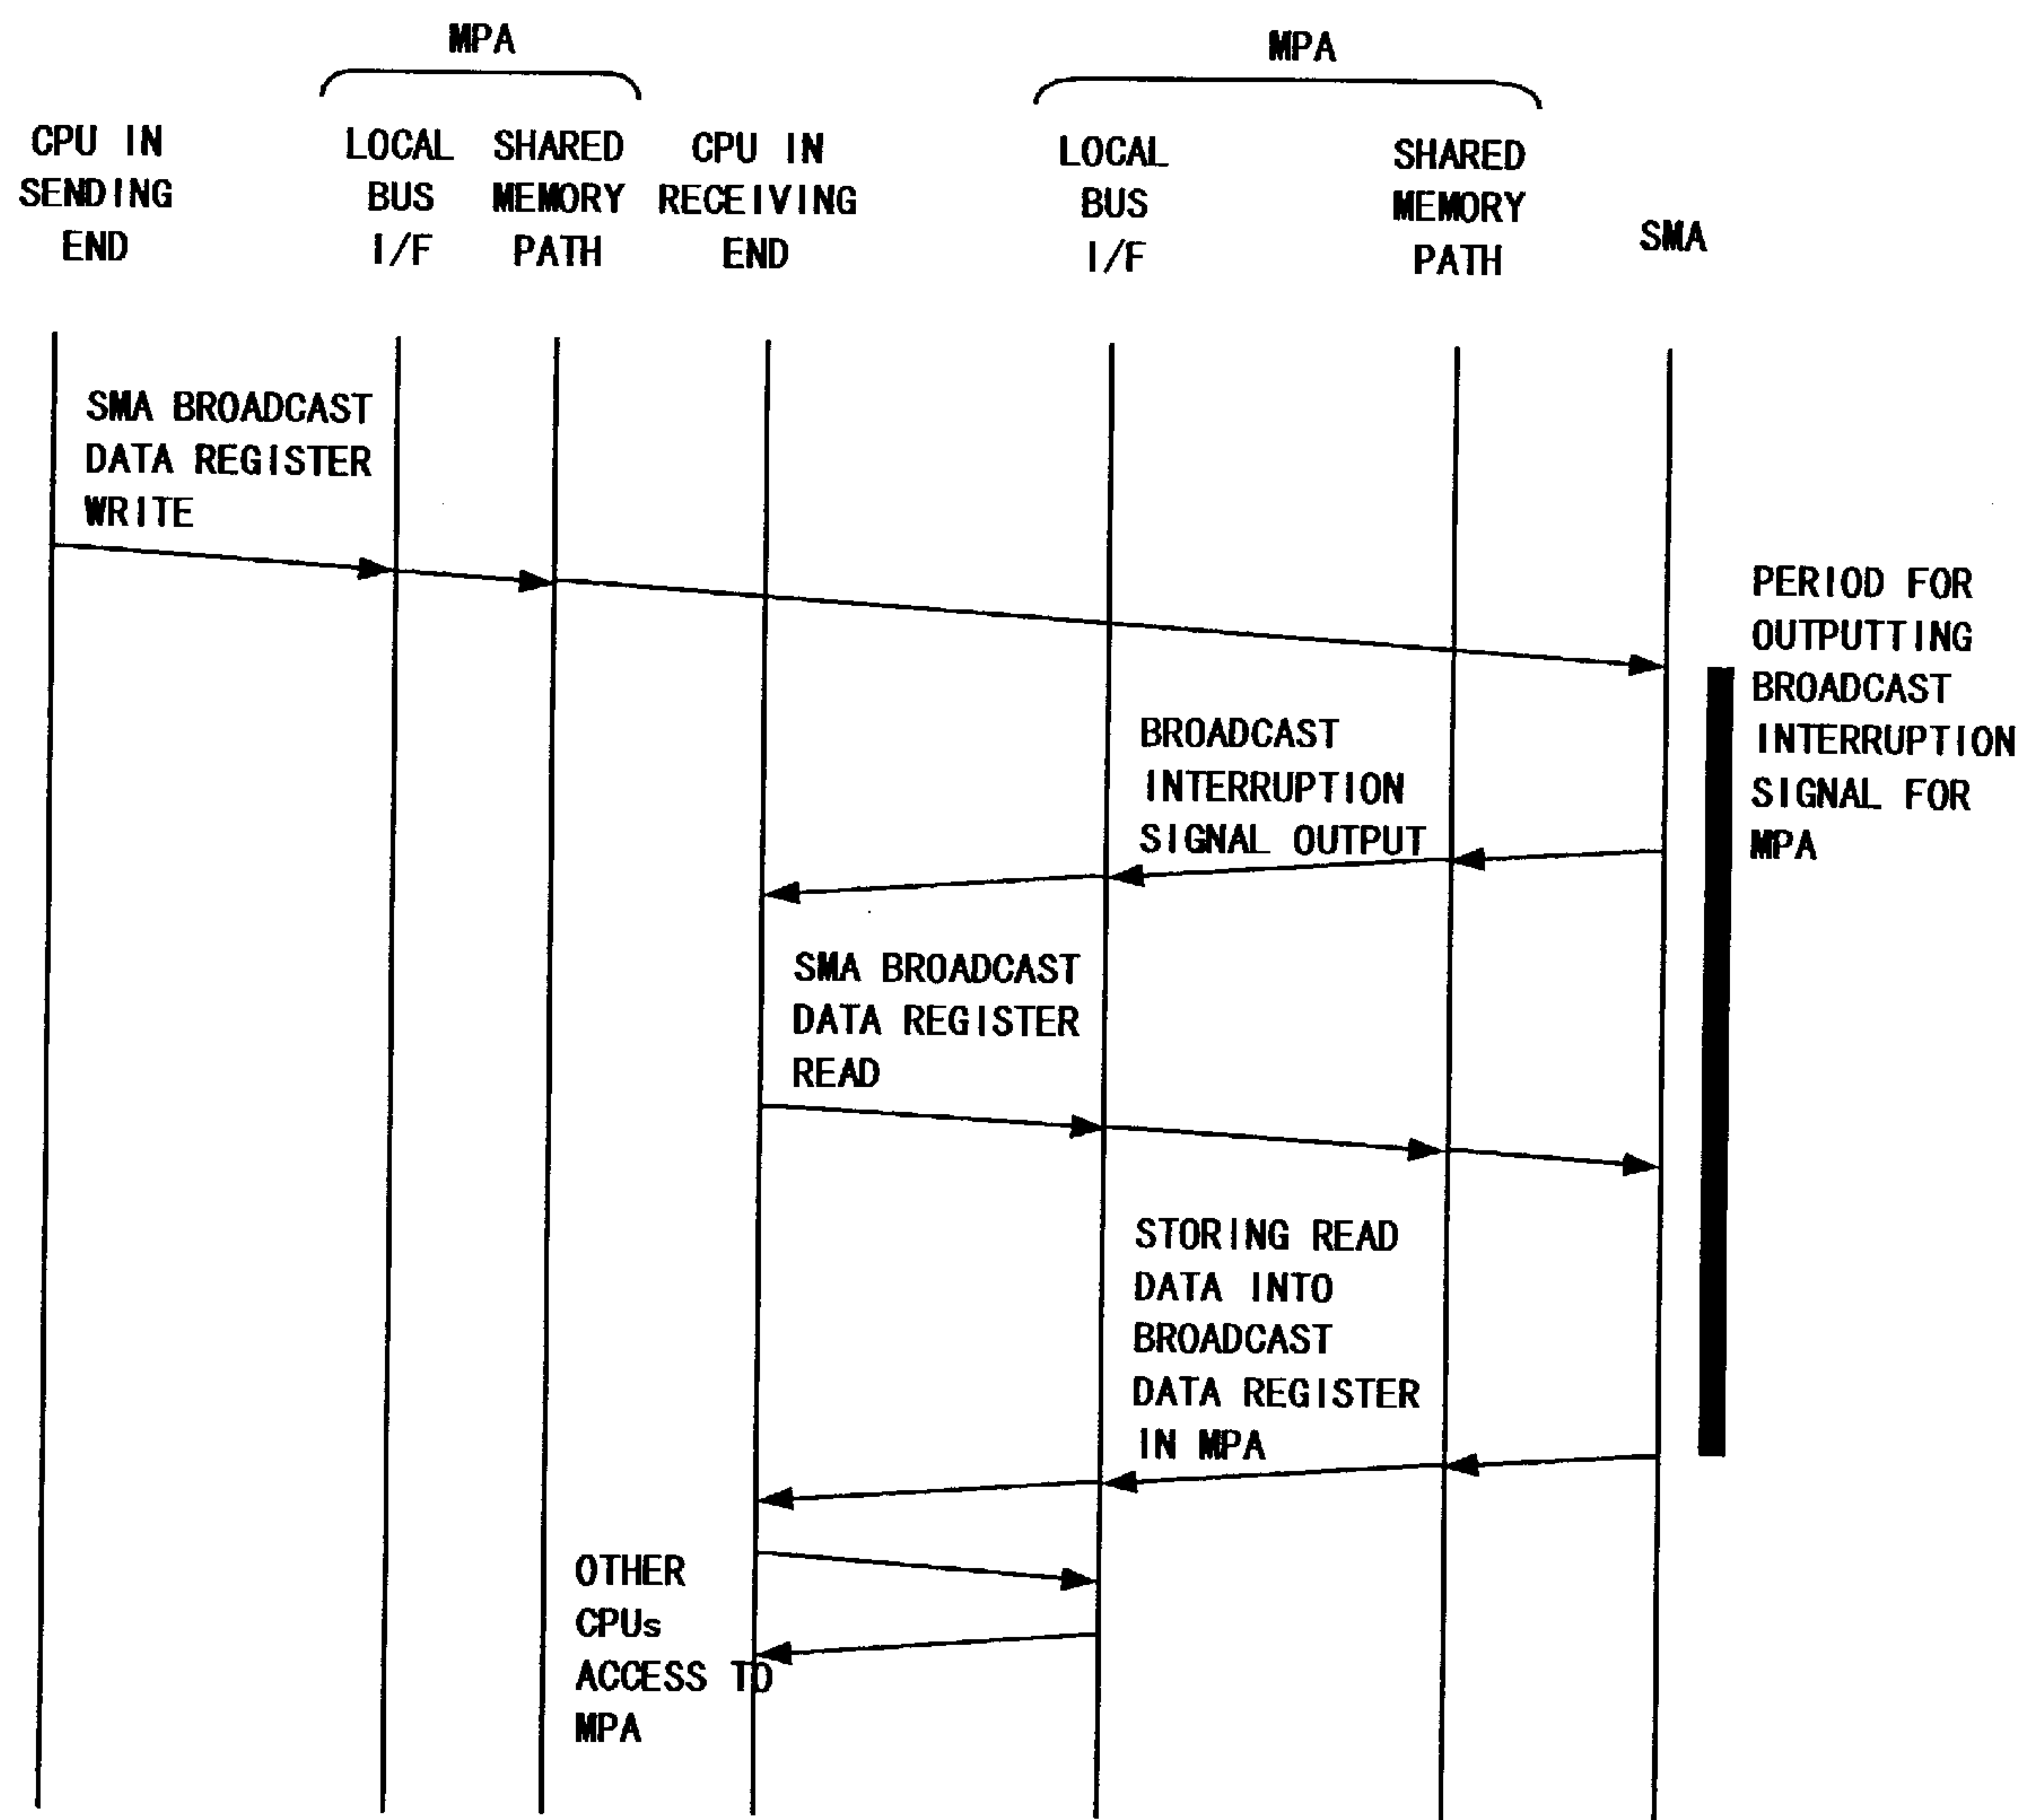 MPA
MPA
CPU IN
SENDING
END
LOCAL
BUS
I/F
SHARED
MEMORY
PATH
CPU IN
RECEIVING
END
LOCAL
BUS
I/F
SHARED
MEMORY
PATH
SMA
SMA BROADCAST
DATA REGISTER
WRITE
PERIOD FOR
OUTPUTTING
BROADCAST
INTERRUPTION
SIGNAL FOR
MPA
BROADCAST
INTERRUPTION
SIGNAL OUTPUT
SMA BROADCAST
DATA REGISTER
READ
STORING READ
DATA INTO
BROADCAST
DATA REGISTER
IN MPA
OTHER
CPUs
ACCESS TO
MPA